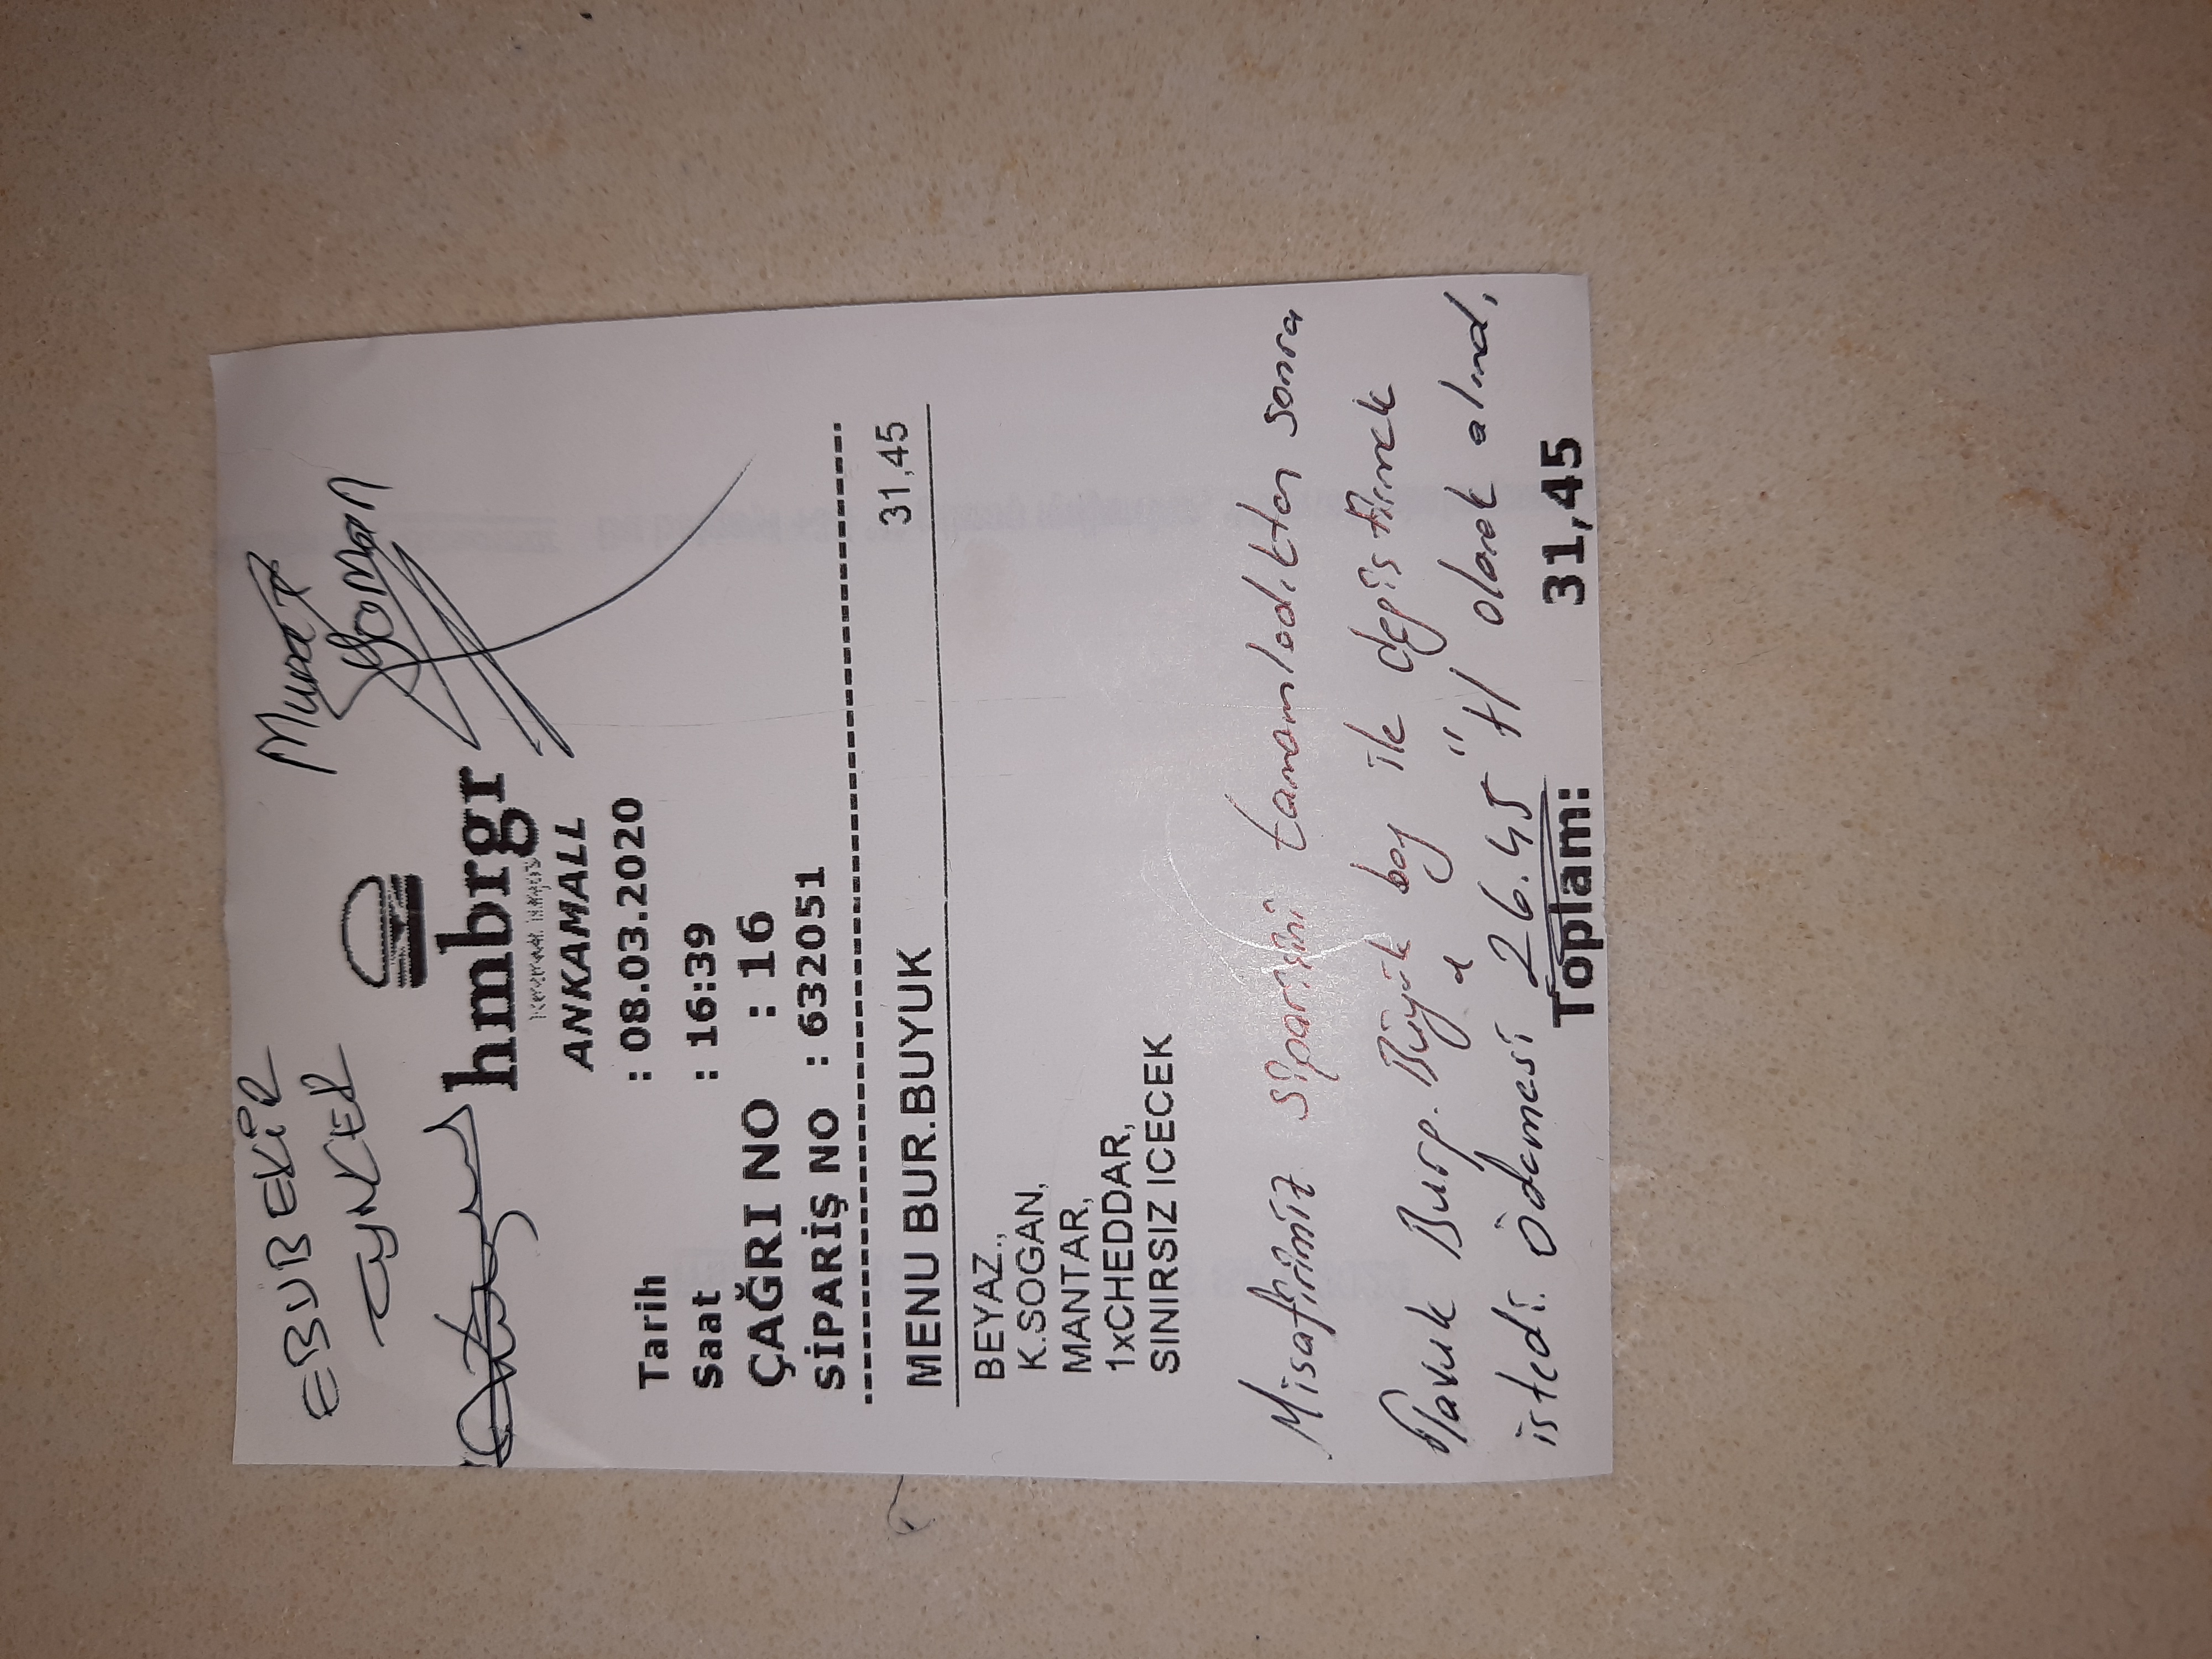 EBUBEKİR
Murat
Yaman
hmbrgr
ANKAMALL
Tarih : 08.03.2020
Saat : 16:39
ÇAĞRI NO : 16
SİPARİŞ NO : 632051
MENU BUR.BUYUK 31,45
BEYAZ.,
K.SOGAN,
MANTAR,
1xCHEDDAR,
SINIRSIZ ICECEK
Misafirimiz siparişini tamamladıktan sonra
Tavuk Burg. Büyük boy ile değiştirmek
istedi. Ödemesi "26.45" tl olarak alındı,
Toplam: 31,45